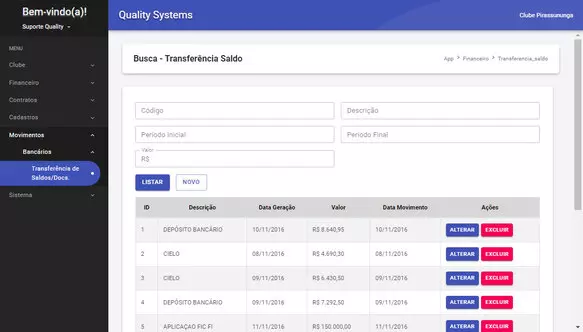 Bem-vindo(a)!
Suporte Quality
MENU
Clube
Financeiro
Contratos
Cadastros
Movimentos
Bancários
Transferência de
Saldos/Docs.
Sistema
Quality Systems
Clube Pirassununga
Busca - Transferência Saldo
App > Financeiro > Transferencia_saldo
Código
Descrição
Periodo inicial
Periodo Final
Valor
R$
LISTAR
NOVO
ID Descrição Data Geração Valor Data Movimento Ações
1 DEPÓSITO BANCÁRIO 10/11/2016 R$ 8.640,95 10/11/2016 ALTERAR EXCLUIR
2 CIELO 08/11/2016 R$ 4.690,30 08/11/2016 ALTERAR EXCLUIR
3 CIELO 09/11/2016 R$ 6.430,50 09/11/2016 ALTERAR EXCLUIR
4 DEPÓSITO BANCÁRIO 09/11/2016 R$ 7.292,50 09/11/2016 ALTERAR EXCLUIR
5 APLICAÇAO FIC FI 11/11/2016 R$ 150.000,00 11/11/2016 ALTERAR EXCLUIR